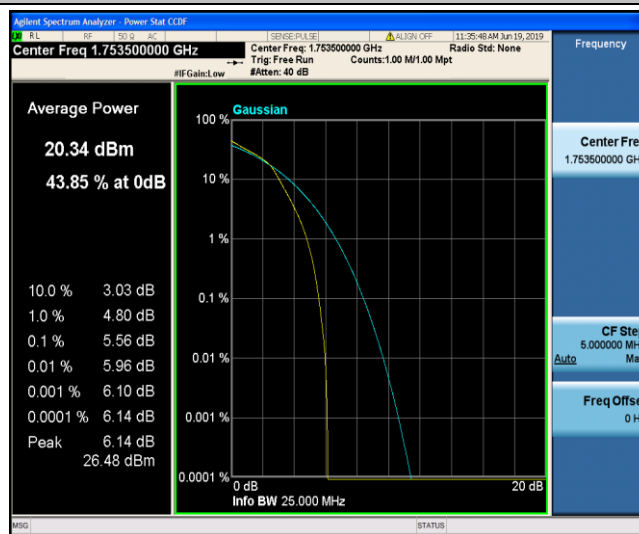 Agilent Spectrum Analyzer - Power Stat CCDF
RL RF 50 Ω AC SENSE:PULSE ALIGN OFF 11:35:48 AM Jun 19, 2019
Center Freq 1.753500000 GHz
Center Freq: 1.753500000 GHz Radio Std: None
Trig: Free Run Counts:1.00 M/1.00 Mpt
#IFGain:Low #Atten: 40 dB
Frequency
Average Power
20.34 dBm
43.85 % at 0dB
10.0 % 3.03 dB
1.0 % 4.80 dB
0.1 % 5.56 dB
0.01 % 5.96 dB
0.001 % 6.10 dB
0.0001 % 6.14 dB
Peak 6.14 dB
26.48 dBm
Gaussian
100 %
10 %
1 %
0.1 %
0.01 %
0.001 %
0.0001 %
0 dB 20 dB
Info BW 25.000 MHz
Center Fre
1.753500000 GH
CF Ste
5.000000 MH
Auto Ma
Freq Offse
0 H
MSG STATUS